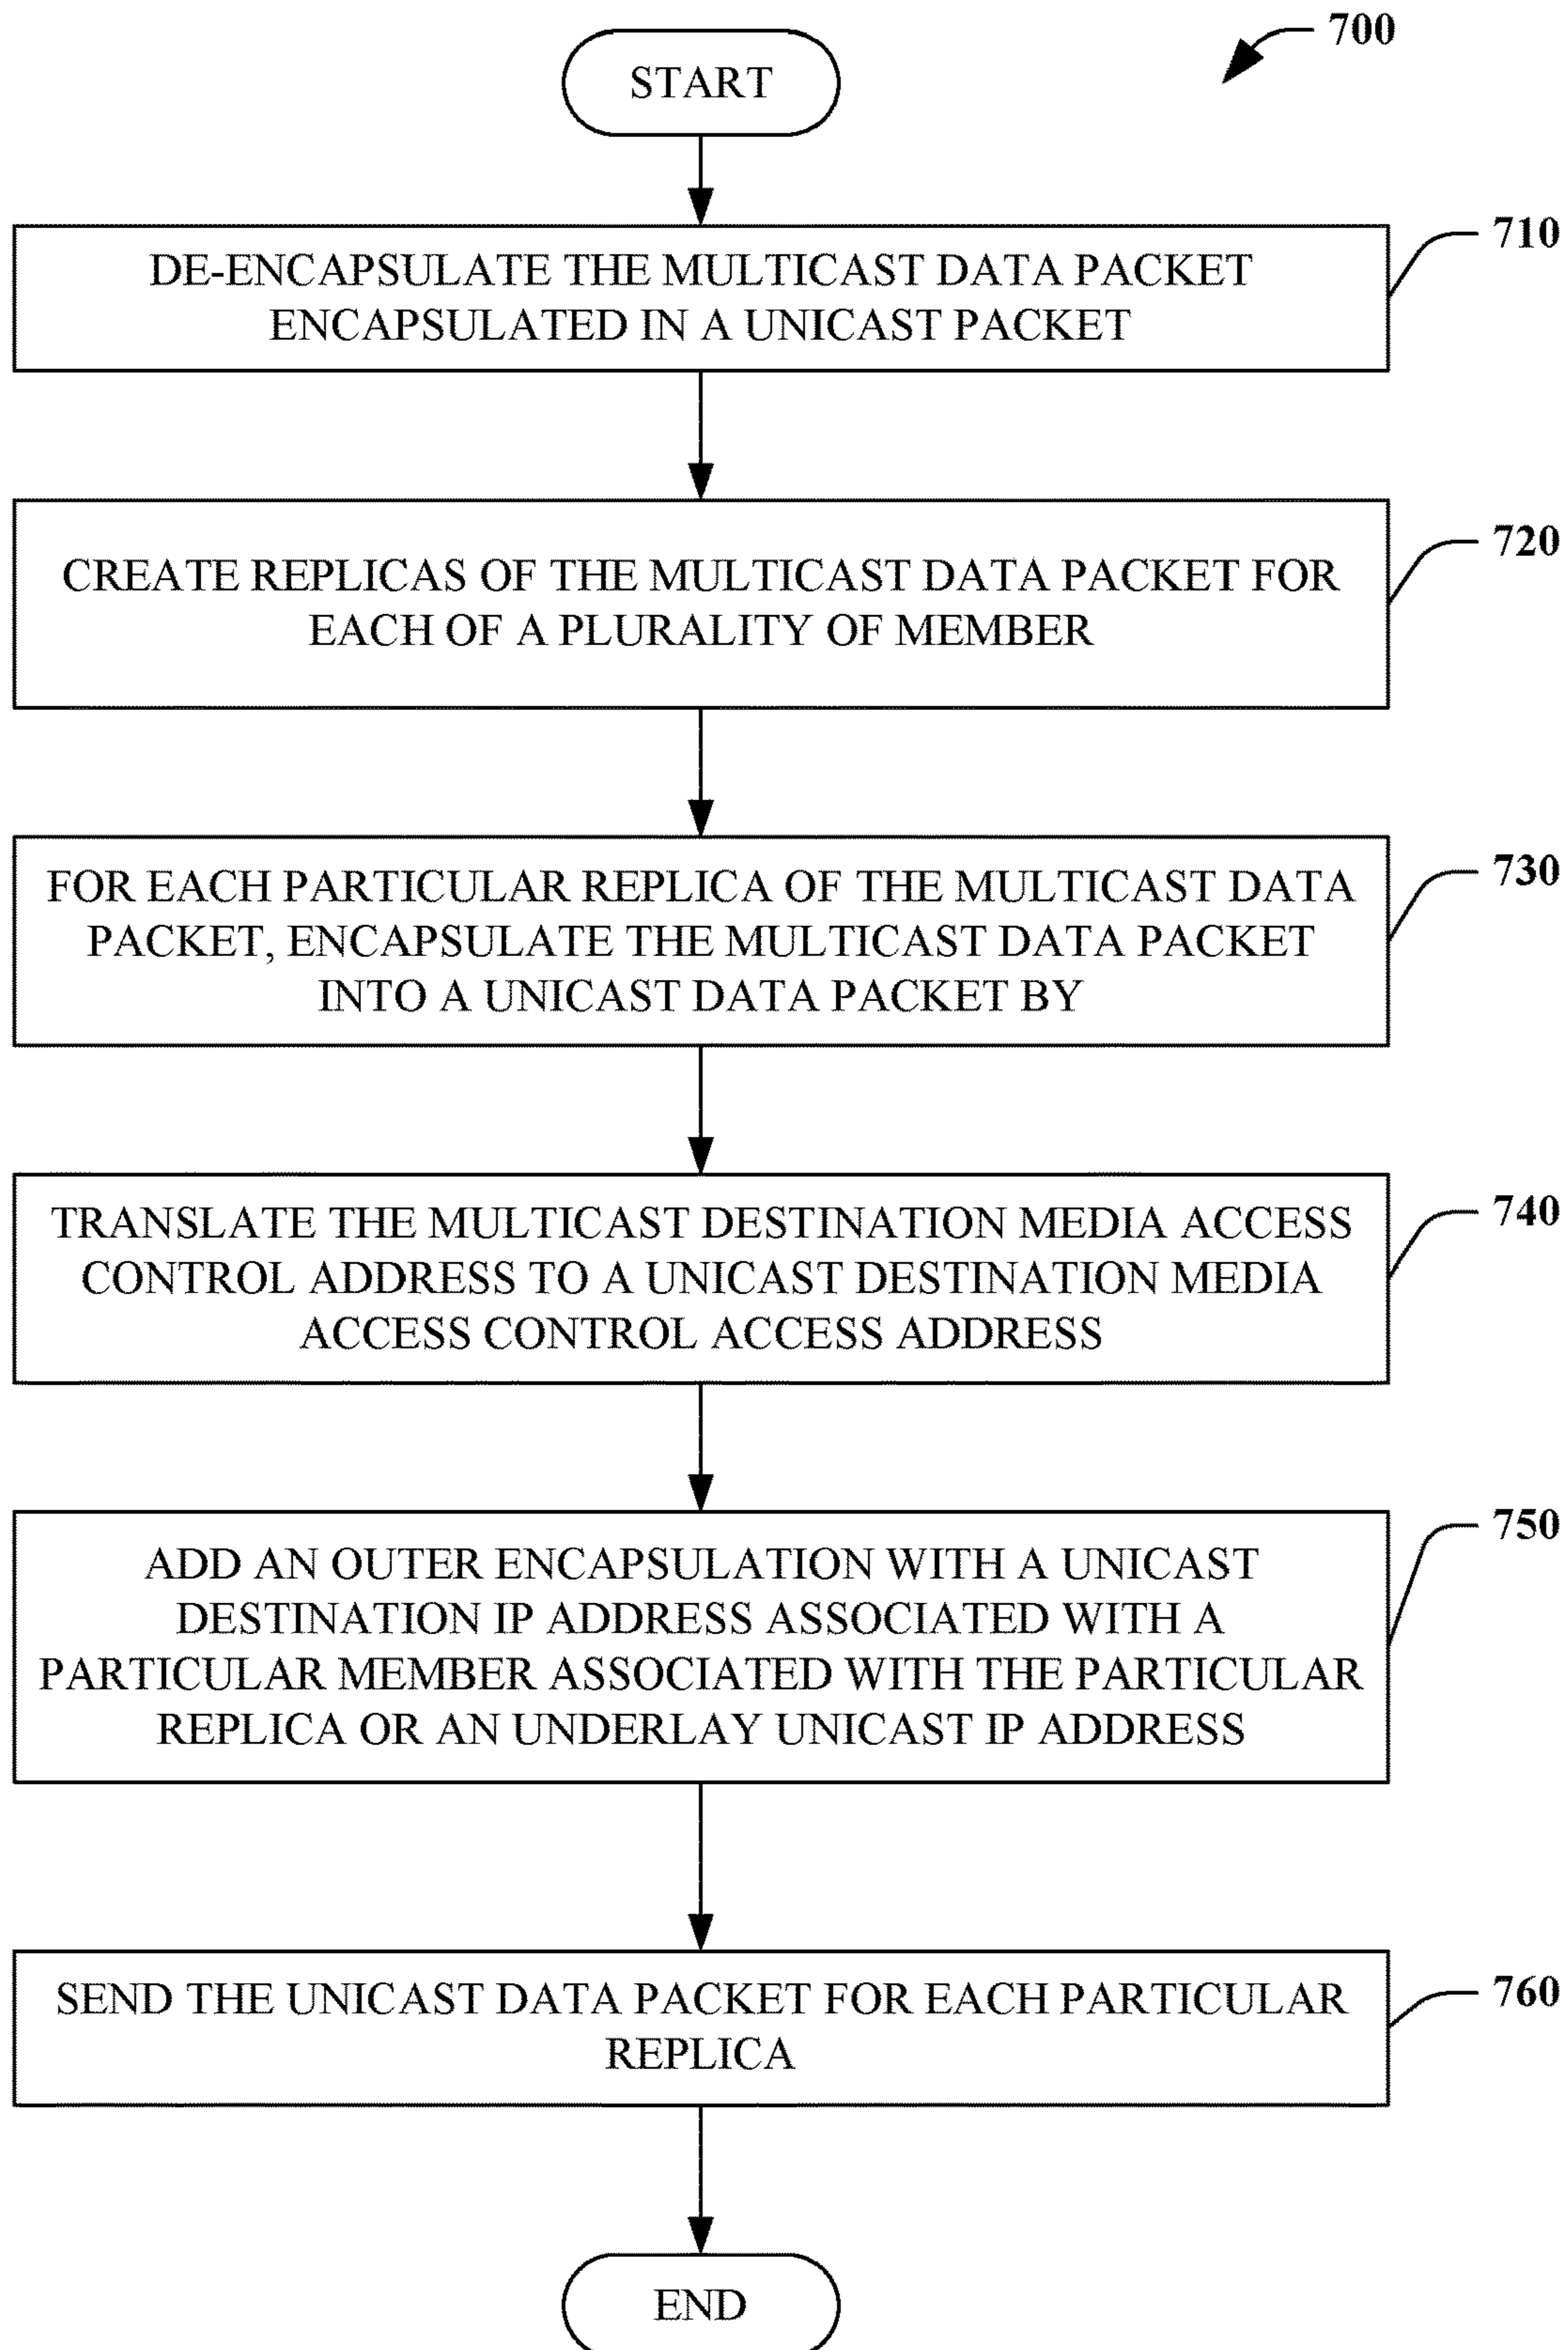 700
START
710
DE-ENCAPSULATE THE MULTICAST DATA PACKET
ENCAPSULATED IN A UNICAST PACKET
720
CREATE REPLICAS OF THE MULTICAST DATA PACKET FOR
EACH OF A PLURALITY OF MEMBER
730
FOR EACH PARTICULAR REPLICA OF THE MULTICAST DATA
PACKET, ENCAPSULATE THE MULTICAST DATA PACKET
INTO A UNICAST DATA PACKET BY
740
TRANSLATE THE MULTICAST DESTINATION MEDIA ACCESS
CONTROL ADDRESS TO A UNICAST DESTINATION MEDIA
ACCESS CONTROL ACCESS ADDRESS
750
ADD AN OUTER ENCAPSULATION WITH A UNICAST
DESTINATION IP ADDRESS ASSOCIATED WITH A
PARTICULAR MEMBER ASSOCIATED WITH THE PARTICULAR
REPLICA OR AN UNDERLAY UNICAST IP ADDRESS
760
SEND THE UNICAST DATA PACKET FOR EACH PARTICULAR
REPLICA
END